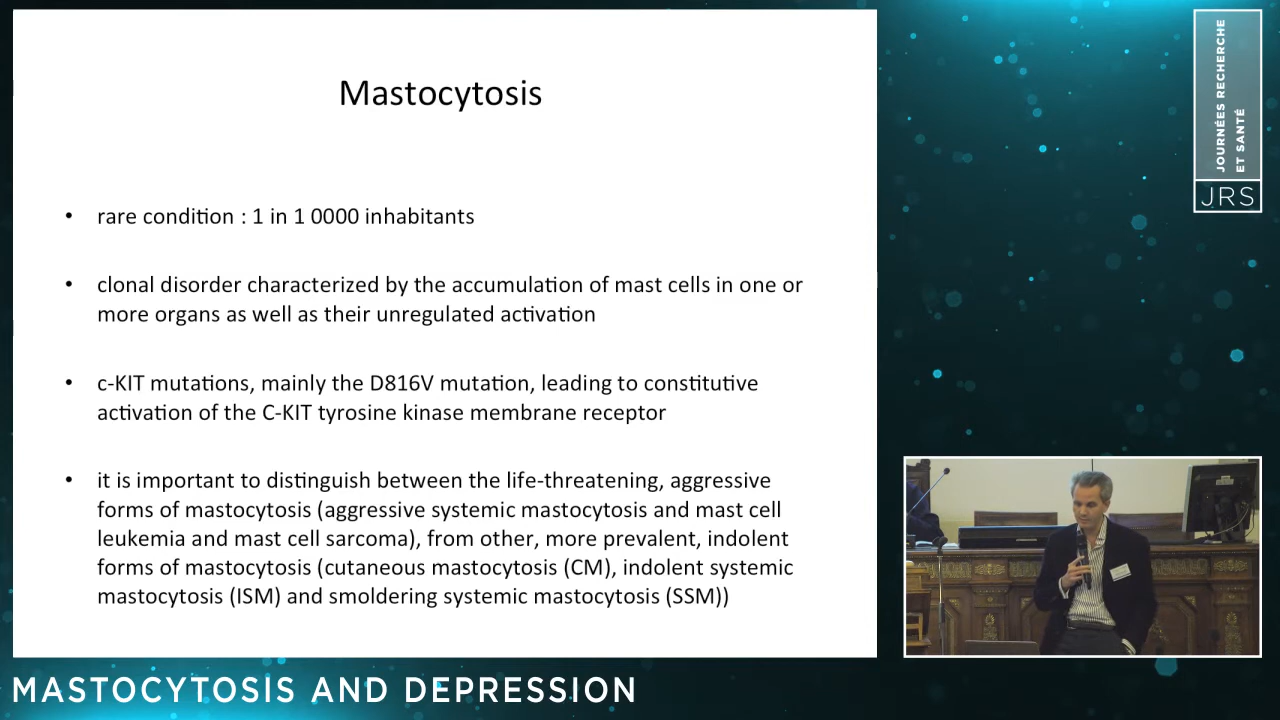 Mastocytosis
• rare condition : 1 in 1 0000 inhabitants
• clonal disorder characterized by the accumulation of mast cells in one or
more organs as well as their unregulated activation
• c-KIT mutations, mainly the D816V mutation, leading to constitutive
activation of the C-KIT tyrosine kinase membrane receptor
• it is important to distinguish between the life-threatening, aggressive
forms of mastocytosis (aggressive systemic mastocytosis and mast cell
leukemia and mast cell sarcoma), from other, more prevalent, indolent
forms of mastocytosis (cutaneous mastocytosis (CM), indolent systemic
mastocytosis (ISM) and smoldering systemic mastocytosis (SSM))
JOURNÉES RECHERCHE
ET SANTÉ
JRS
MASTOCYTOSIS AND DEPRESSION